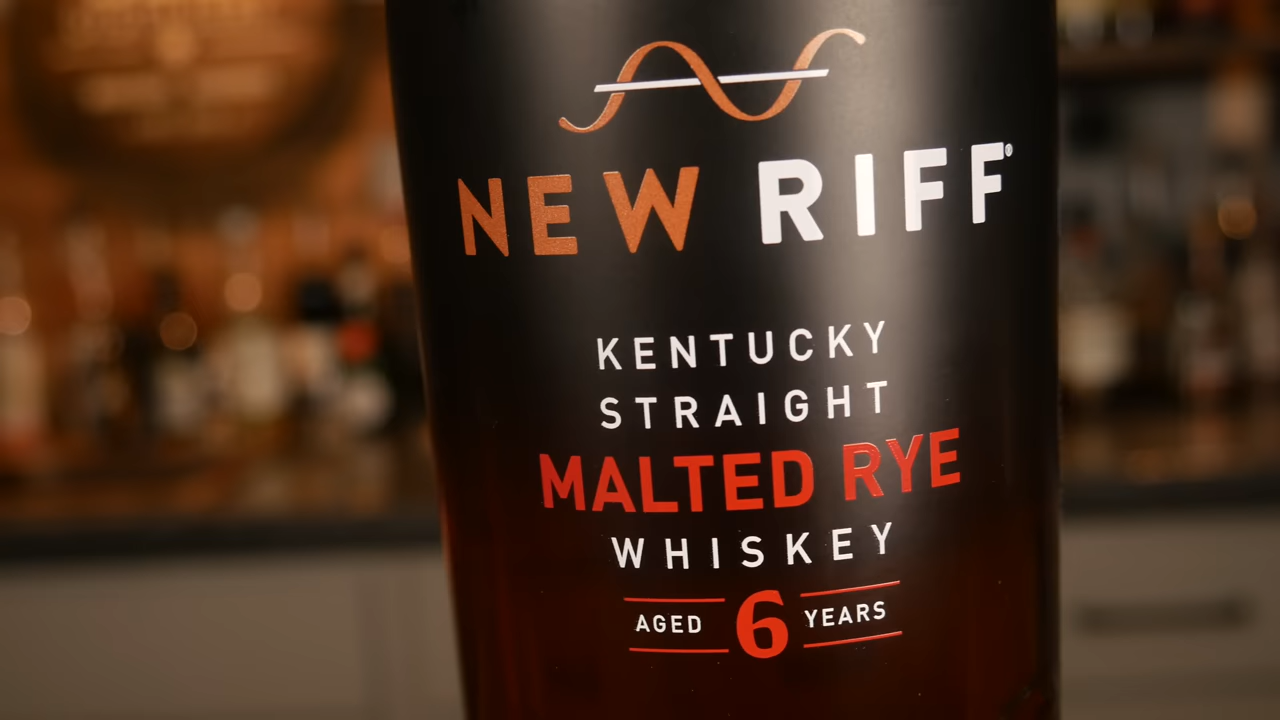 NEW RIFF®
KENTUCKY
STRAIGHT
MALTED RYE
WHISKEY
AGED 6 YEARS